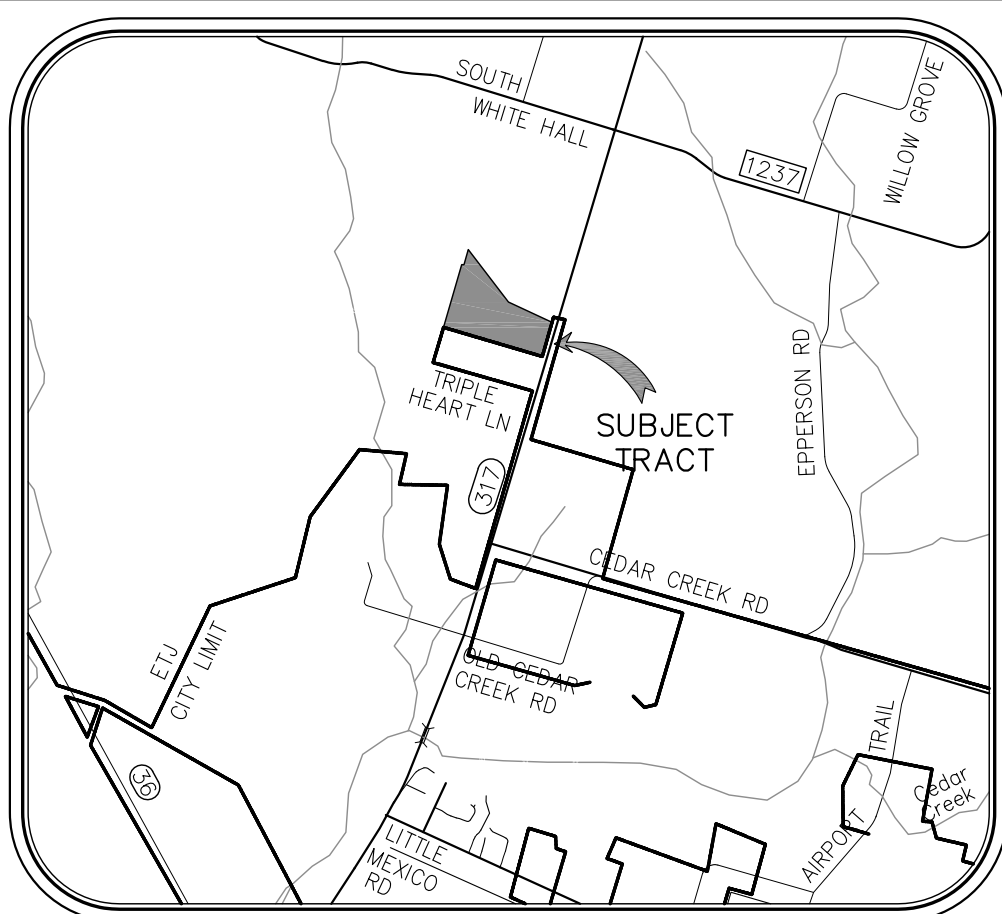 SOUTH
WHITE HALL
1237
WILLOW GROVE
TRIPLE
HEART LN
SUBJECT
TRACT
EPPERSON RD
317
CEDAR CREEK RD
ETJ
CITY LIMIT
OLD CEDAR
CREEK RD
36
TRAIL
AIRPORT
Cedar
Creek
LITTLE
MEXICO
RD